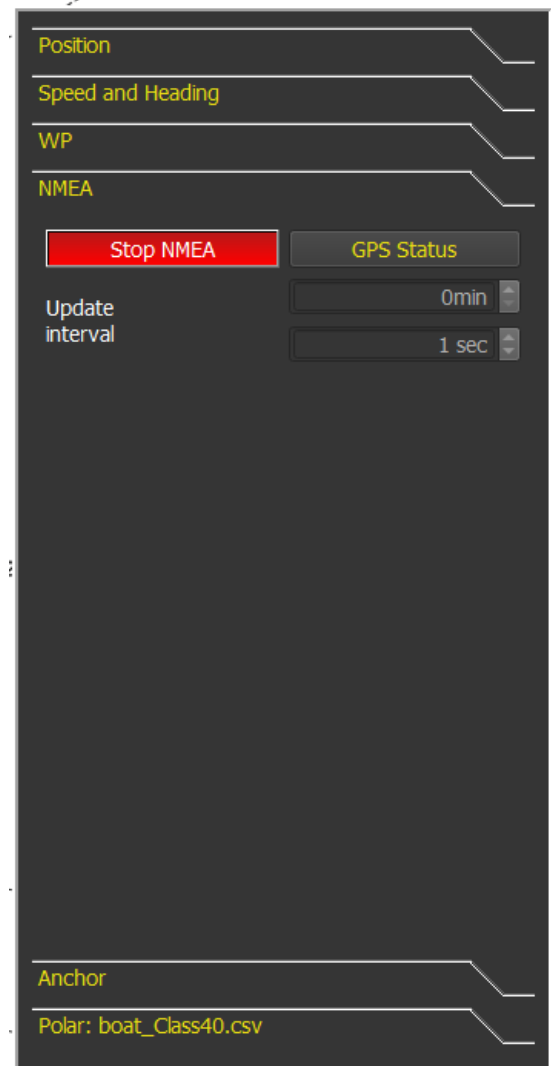 Position
Speed and Heading
WP
NMEA
Stop NMEA
GPS Status
Update
interval
0min
1 sec
Anchor
Polar: boat_Class40.csv